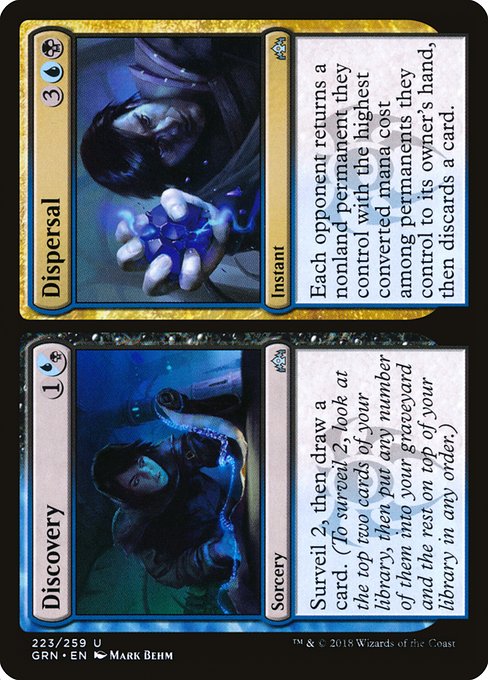 Discovery 1
Sorcery
Surveil 2, then draw a
card. (To surveil 2, look at
the top two cards of your
library, then put any number
of them into your graveyard
and the rest on top of your
library in any order.)
Dispersal 3
Instant
Each opponent returns a
nonland permanent they
control with the highest
converted mana cost
among permanents they
control to its owner's hand,
then discards a card.
223/259 U
GRN • EN MARK BEHM
™ & © 2018 Wizards of the Coast